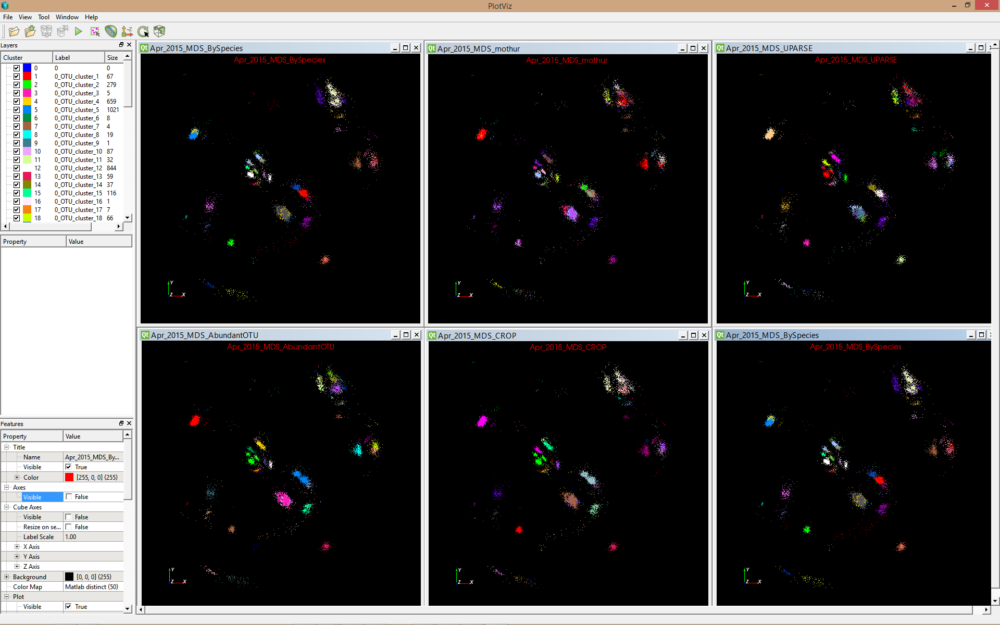 PlotViz
File View Tool Window Help
Layers
Cluster Label Size
0 0 0
1 0_OTU_cluster_1 67
2 0_OTU_cluster_2 279
3 0_OTU_cluster_3 5
4 0_OTU_cluster_4 659
5 0_OTU_cluster_5 1021
6 0_OTU_cluster_6 8
7 0_OTU_cluster_7 4
8 0_OTU_cluster_8 19
9 0_OTU_cluster_9 1
10 0_OTU_cluster_10 87
11 0_OTU_cluster_11 32
12 0_OTU_cluster_12 844
13 0_OTU_cluster_13 59
14 0_OTU_cluster_14 37
15 0_OTU_cluster_15 116
16 0_OTU_cluster_16 1
17 0_OTU_cluster_17 7
18 0_OTU_cluster_18 66
Property Value
Features
Property Value
Title
Name Apr_2015_MDS_By...
Visible True
Color [255, 0, 0] (255)
Axes
Visible False
Cube Axes
Visible False
Resize on se... False
Label Scale 1.00
X Axis
Y Axis
Z Axis
Background [0, 0, 0] (255)
Color Map Matlab distinct (50)
Plot
Visible True
Qt Apr_2015_MDS_BySpecies
Apr_2015_MDS_BySpecies
Y
Z X
Qt Apr_2015_MDS_mothur
Apr_2015_MDS_mothur
Y
Z X
Qt Apr_2015_MDS_UPARSE
Apr_2015_MDS_UPARSE
Y
Z X
Qt Apr_2015_MDS_AbundantOTU
Apr_2015_MDS_AbundantOTU
Y
Z X
Qt Apr_2015_MDS_CROP
Apr_2015_MDS_CROP
Y
Z X
Qt Apr_2015_MDS_BySpecies
Apr_2015_MDS_BySpecies
Y
Z X